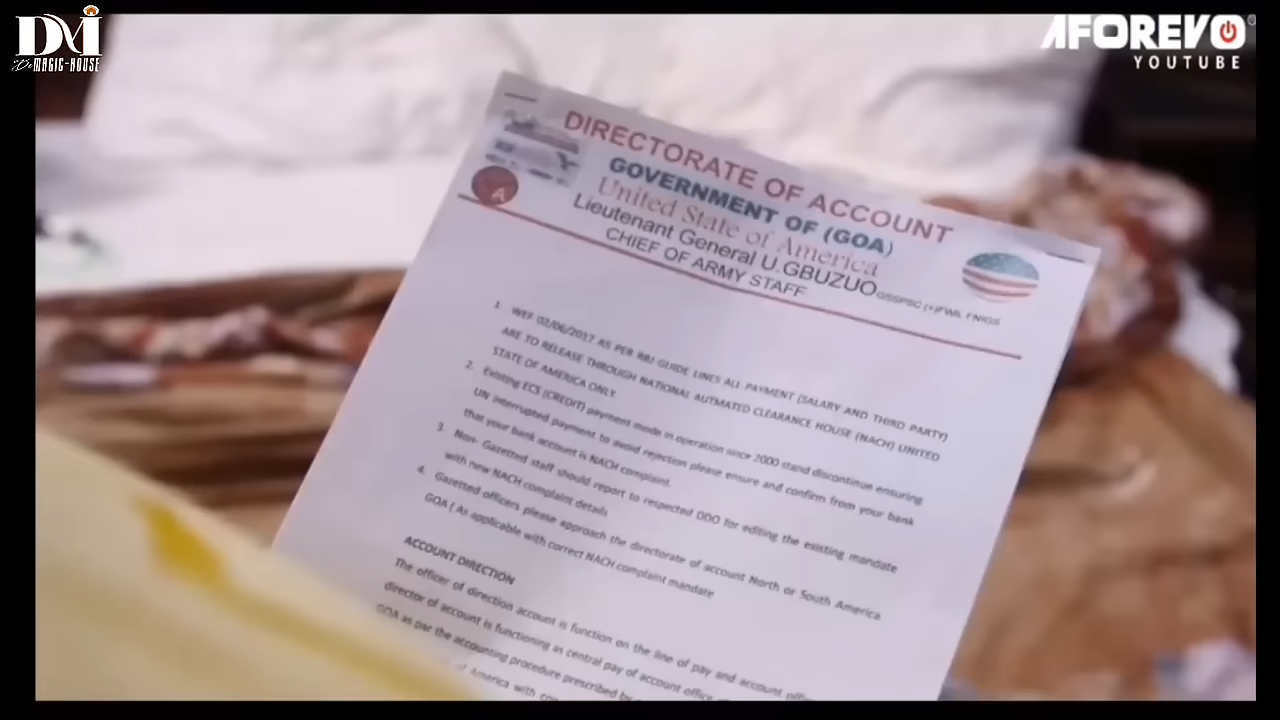 DMI
Dr MAGIC-HOUSE
AFOREVO
YOUTUBE
DIRECTORATE OF ACCOUNT
GOVERNMENT OF (GOA)
United State of America
Lieutenant General U.GBUZUO GSSPSC (+)FWL FNIGS
CHIEF OF ARMY STAFF
A
1. WEF 02/06/2017 AS PER RBI GUIDE LINES ALL PAYMENT (SALARY AND THIRD PARTY)
ARE TO RELEASE THROUGH NATIONAL AUTMATED CLEARANCE HOUSE (NACH) UNITED
STATE OF AMERICA ONLY
2. Existing ECS (CREDIT) payment mode in operation since 2000 stand discontinue ensuring
UN interrupted payment to avoid rejection please ensure and confirm from your bank
that your bank account is NACH complaint.
3. Non- Gazetted staff should report to respected DDO for editing the existing mandate
with new NACH complaint details
4. Gazetted officers please approach the directorate of account North or South America
GOA ( As applicable with correct NACH complaint mandate
ACCOUNT DIRECTION
The officer of direction account is function on the line of pay and account
director of account is functioning as central pay of account office
GOA as par the accounting procedure prescribed
of America with